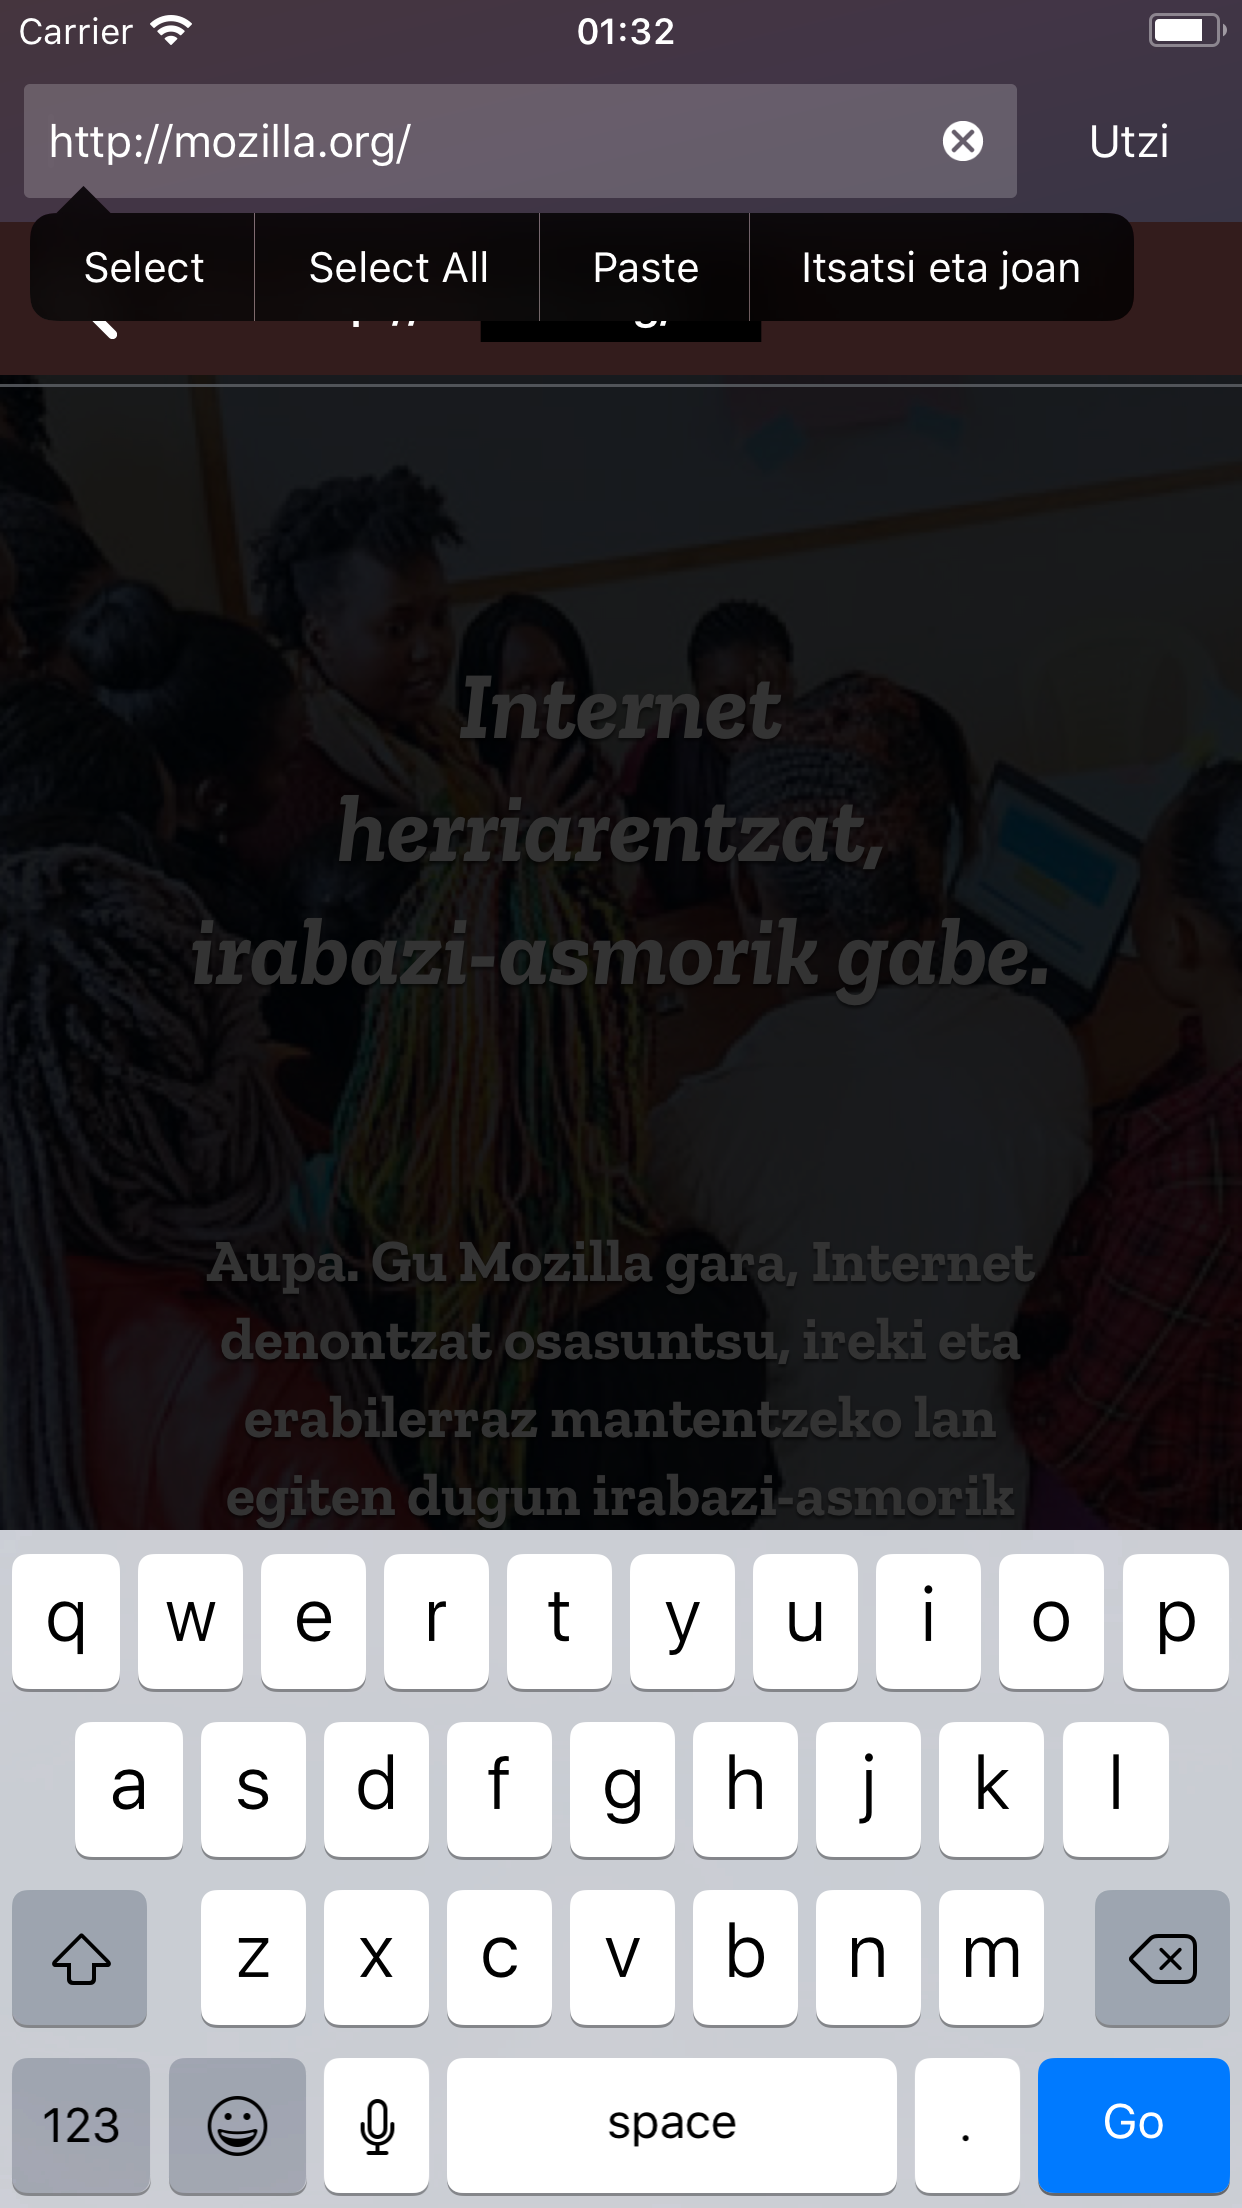 Carrier 01:32
http://mozilla.org/ Utzi
Select Select All Paste Itsatsi eta joan
Internet
herriarentzat,
irabazi-asmorik gabe.
Aupa. Gu Mozilla gara, Internet
denontzat osasuntsu, ireki eta
erabilerraz mantentzeko lan
egiten dugun irabazi-asmorik
q w e r t y u i o p
a s d f g h j k l
z x c v b n m
123 space . Go